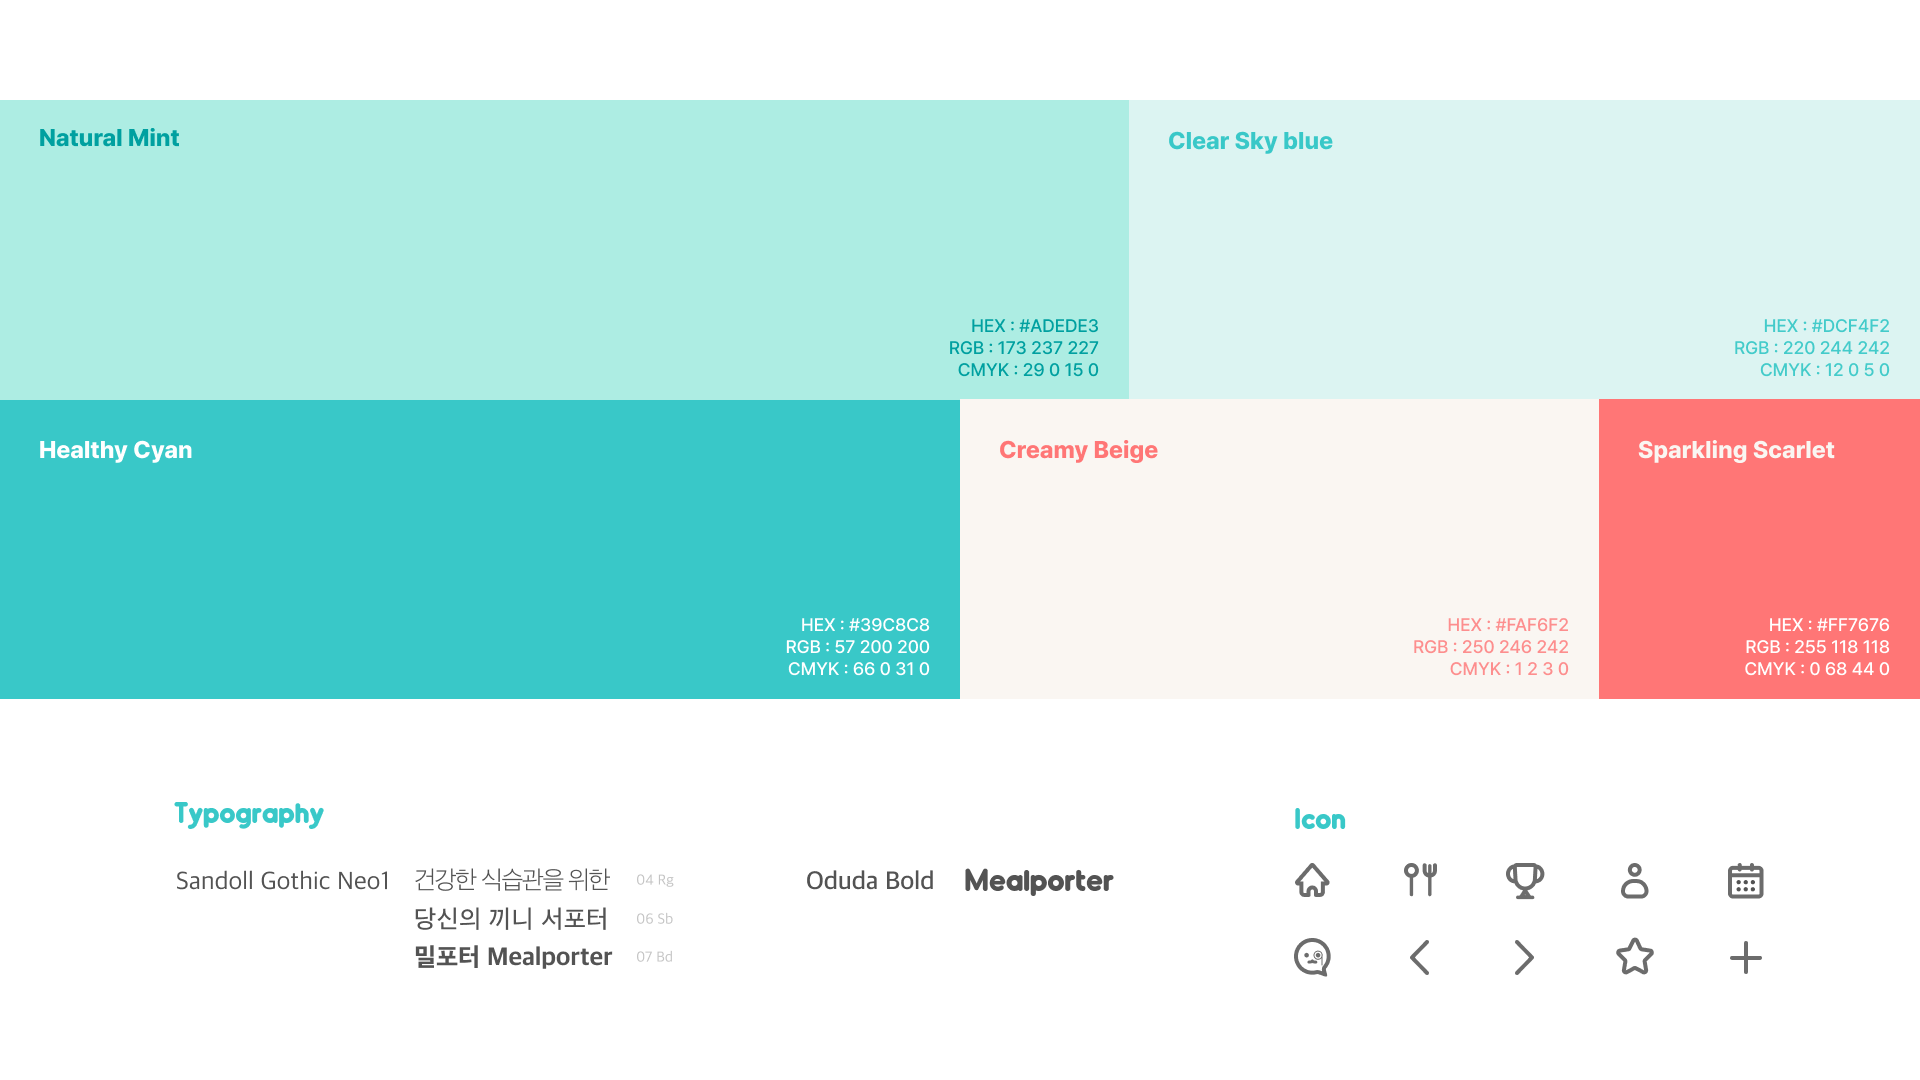 Natural Mint
HEX : #ADEDE3
RGB : 173 237 227
CMYK : 29 0 15 0
Clear Sky blue
HEX : #DCF4F2
RGB : 220 244 242
CMYK : 12 0 5 0
Healthy Cyan
HEX : #39C8C8
RGB : 57 200 200
CMYK : 66 0 31 0
Creamy Beige
HEX : #FAF6F2
RGB : 250 246 242
CMYK : 1 2 3 0
Sparkling Scarlet
HEX : #FF7676
RGB : 255 118 118
CMYK : 0 68 44 0
Typography
Sandoll Gothic Neo1
건강한 식습관을 위한 04 Rg
당신의 끼니 서포터 06 Sb
밀포터 Mealporter 07 Bd
Oduda Bold Mealporter
Icon